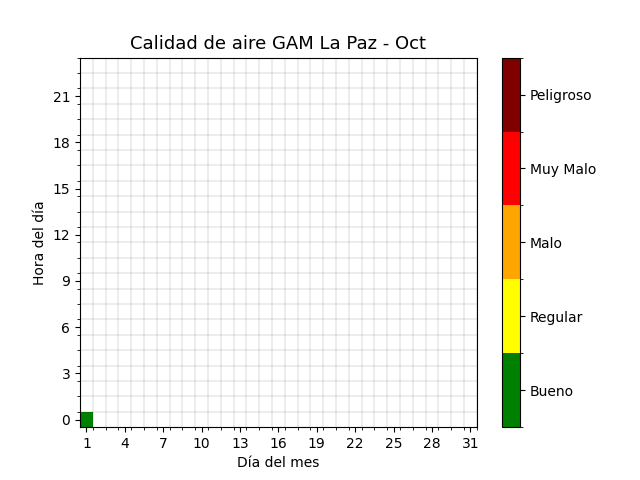 Calidad de aire GAM La Paz - Oct
Hora del día
21
18
15
12
9
6
3
0
1 4 7 10 13 16 19 22 25 28 31
Día del mes
Peligroso
Muy Malo
Malo
Regular
Bueno